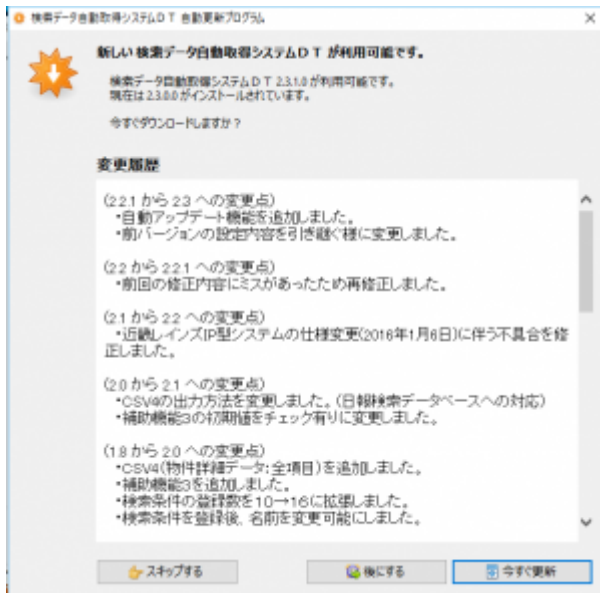 検索データ自動取得システムＤＴ 自動更新プログラム
新しい 検索データ自動取得システムＤＴ が利用可能です。
検索データ自動取得システムＤＴ 2.3.1.0 が利用可能です。
現在は 2.3.0.0 がインストールされています。
今すぐダウンロードしますか？
変更履歴
(2.2.1 から 2.3 への変更点)
・自動アップデート機能を追加しました。
・前バージョンの設定内容を引き継ぐ様に変更しました。
(2.2 から 2.2.1 への変更点)
・前回の修正内容にミスがあったため再修正しました。
(2.1 から 2.2 への変更点)
・近畿レインズIP型システムの仕様変更(2016年1月6日)に伴う不具合を修
正しました。
(2.0 から 2.1 への変更点)
・CSV4の出力方法を変更しました。(日報検索データベースへの対応)
・補助機能3の初期値をチェック有りに変更しました。
(1.8 から 2.0 への変更点)
・CSV4(物件詳細データ:全項目)を追加しました。
・補助機能3を追加しました。
・検索条件の登録数を10→16に拡張しました。
・検索条件を登録後、名前を変更可能にしました。
スキップする
後にする
今すぐ更新